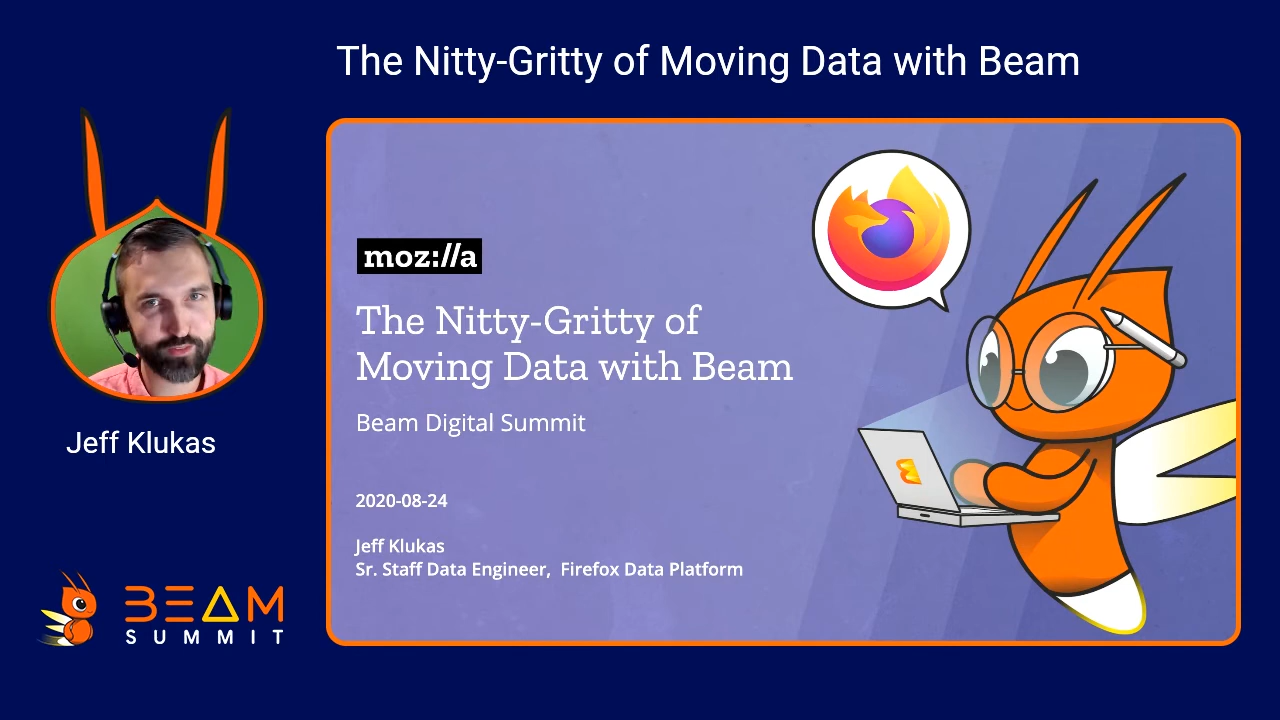 The Nitty-Gritty of Moving Data with Beam
moz://a
The Nitty-Gritty of
Moving Data with Beam
Beam Digital Summit
2020-08-24
Jeff Klukas
Sr. Staff Data Engineer, Firefox Data Platform
Jeff Klukas
BEAM
SUMMIT